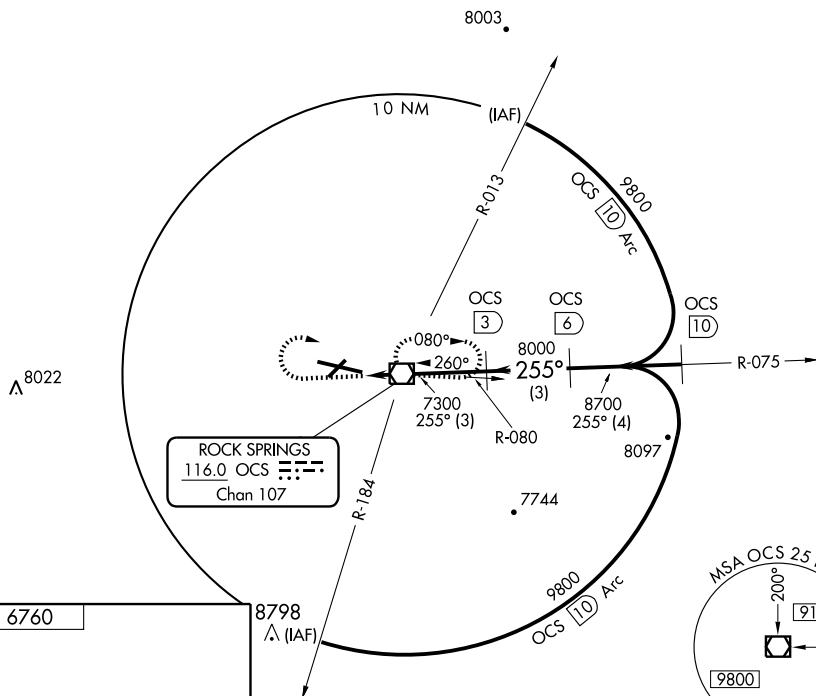 8003
10 NM
(IAF)
R-013
9800
OCS 10 Arc
OCS
3
OCS
6
OCS
10
080°
260°
8000
255°
(3)
R-075
8022
7300
255° (3)
8700
255° (4)
R-080
8097
ROCK SPRINGS
116.0 OCS
Chan 107
R-184
7744
9800
OCS 10 Arc
MSA OCS 25
200°
91
9800
6760
8798
(IAF)